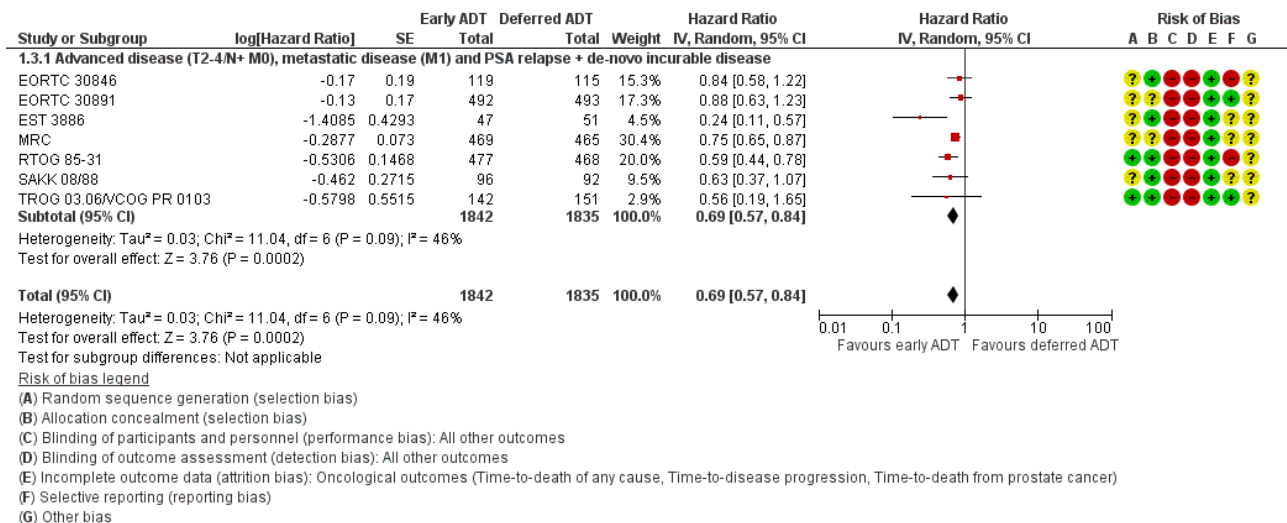 Early ADT Deferred ADT Hazard Ratio Hazard Ratio Risk of Bias
Study or Subgroup log[Hazard Ratio] SE Total Total Weight IV, Random, 95% CI IV, Random, 95% CI A B C D E F G
1.3.1 Advanced disease (T2-4/N+ M0), metastatic disease (M1) and PSA relapse + de-novo incurable disease
EORTC 30846 -0.17 0.19 119 115 15.3% 0.84 [0.58, 1.22] ? + - - + - ?
EORTC 30891 -0.13 0.17 492 493 17.3% 0.88 [0.63, 1.23] ? ? - - + + ?
EST 3886 -1.4085 0.4293 47 51 4.5% 0.24 [0.11, 0.57] ? + - - + ? ?
MRC -0.2877 0.073 469 465 30.4% 0.75 [0.65, 0.87] ? ? - - + ? ?
RTOG 85-31 -0.5306 0.1468 477 468 20.0% 0.59 [0.44, 0.78] + + - - + - ?
SAKK 08/88 -0.462 0.2715 96 92 9.5% 0.63 [0.37, 1.07] ? + - - + ? ?
TROG 03.06/VCOG PR 0103 -0.5798 0.5515 142 151 2.9% 0.56 [0.19, 1.65] + + - - + + ?
Subtotal (95% CI) 1842 1835 100.0% 0.69 [0.57, 0.84]
Heterogeneity: Tau² = 0.03; Chi² = 11.04, df = 6 (P = 0.09); I² = 46%
Test for overall effect: Z = 3.76 (P = 0.0002)
Total (95% CI) 1842 1835 100.0% 0.69 [0.57, 0.84]
Heterogeneity: Tau² = 0.03; Chi² = 11.04, df = 6 (P = 0.09); I² = 46%
Test for overall effect: Z = 3.76 (P = 0.0002)
Test for subgroup differences: Not applicable
0.01 0.1 1 10 100
Favours early ADT Favours deferred ADT
Risk of bias legend
(A) Random sequence generation (selection bias)
(B) Allocation concealment (selection bias)
(C) Blinding of participants and personnel (performance bias): All other outcomes
(D) Blinding of outcome assessment (detection bias): All other outcomes
(E) Incomplete outcome data (attrition bias): Oncological outcomes (Time-to-death of any cause, Time-to-disease progression, Time-to-death from prostate cancer)
(F) Selective reporting (reporting bias)
(G) Other bias